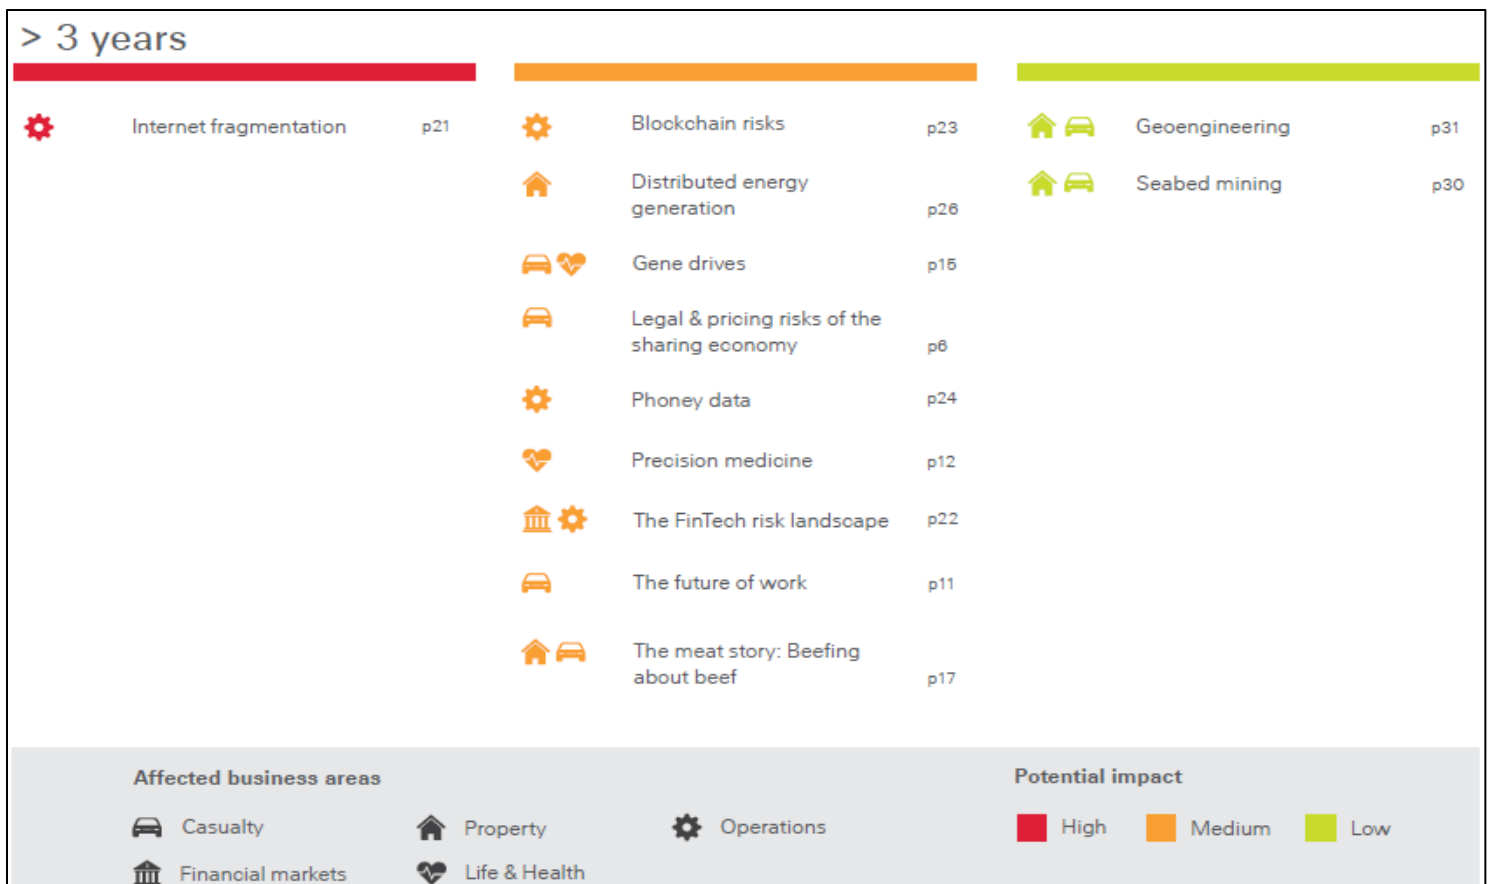 > 3 years
Internet fragmentation p21
Blockchain risks p23
Distributed energy
generation p26
Gene drives p15
Legal & pricing risks of the
sharing economy p6
Phoney data p24
Precision medicine p12
The FinTech risk landscape p22
The future of work p11
The meat story: Beefing
about beef p17
Geoengineering p31
Seabed mining p30
Affected business areas
Casualty Property Operations
Financial markets Life & Health
Potential impact
High Medium Low